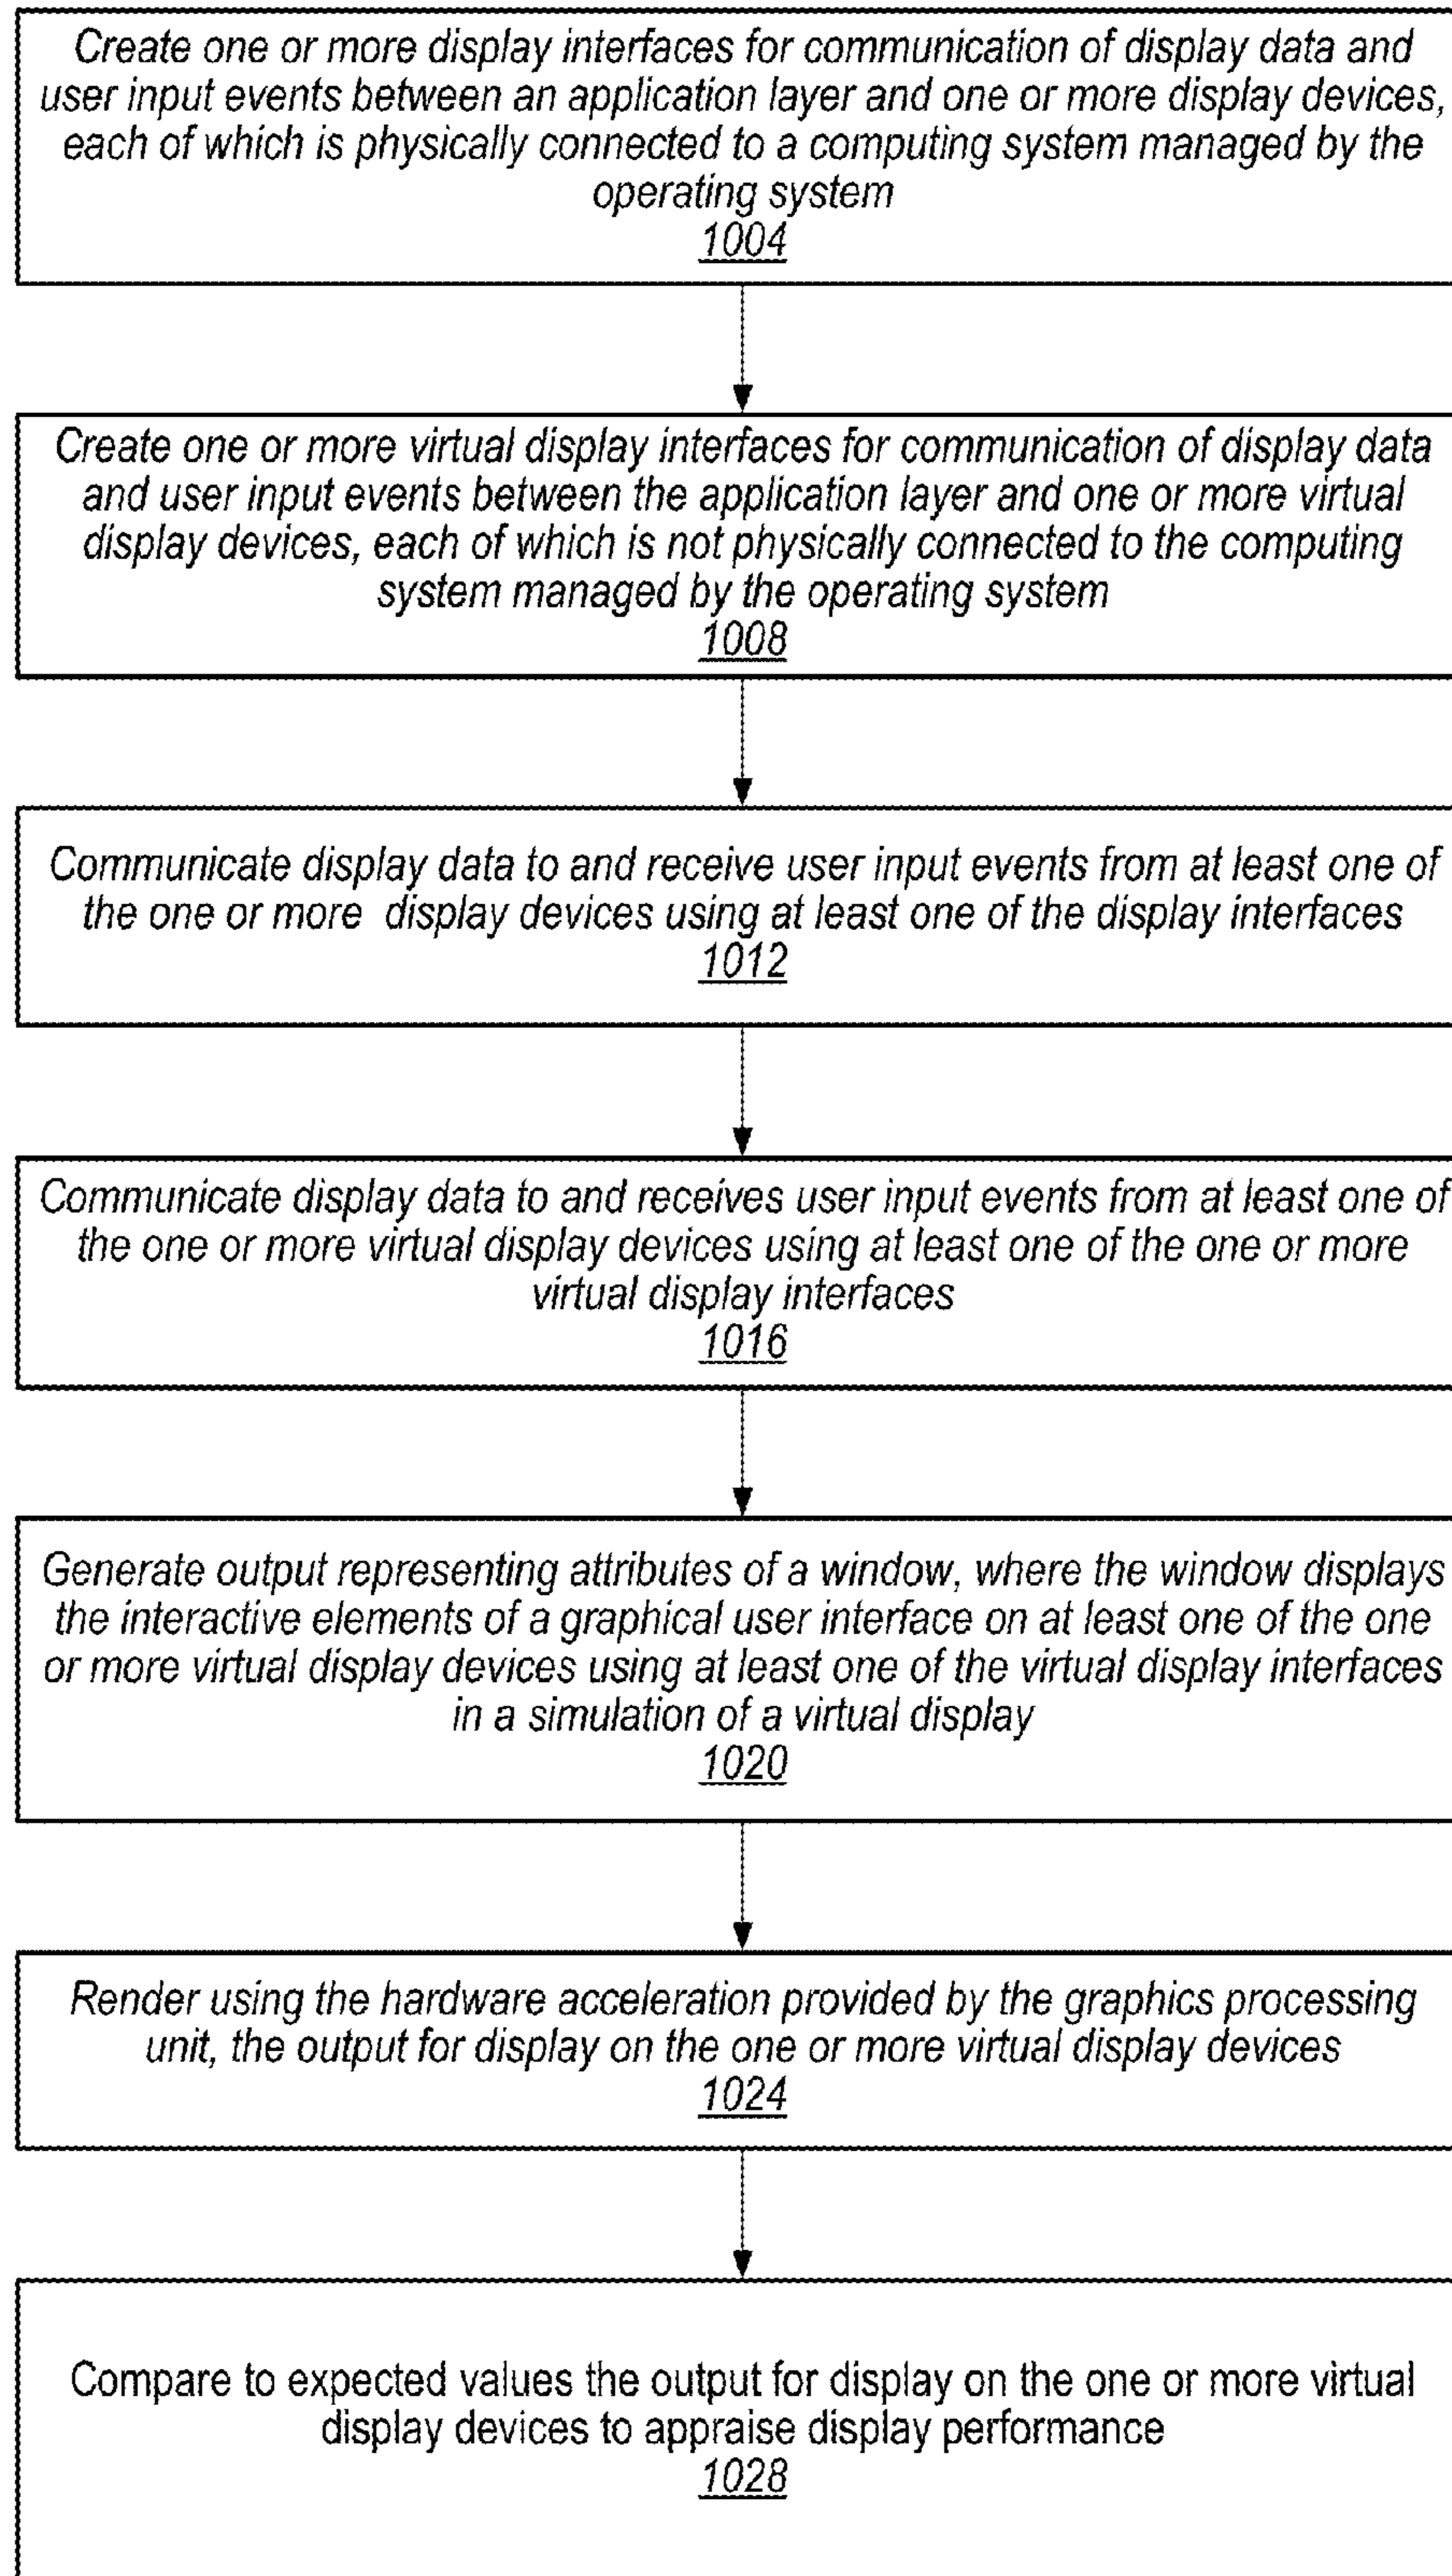 Create one or more display interfaces for communication of display data and
user input events between an application layer and one or more display devices,
each of which is physically connected to a computing system managed by the
operating system
1004
Create one or more virtual display interfaces for communication of display data
and user input events between the application layer and one or more virtual
display devices, each of which is not physically connected to the computing
system managed by the operating system
1008
Communicate display data to and receive user input events from at least one of
the one or more display devices using at least one of the display interfaces
1012
Communicate display data to and receives user input events from at least one of
the one or more virtual display devices using at least one of the one or more
virtual display interfaces
1016
Generate output representing attributes of a window, where the window displays
the interactive elements of a graphical user interface on at least one of the one
or more virtual display devices using at least one of the virtual display interfaces
in a simulation of a virtual display
1020
Render using the hardware acceleration provided by the graphics processing
unit, the output for display on the one or more virtual display devices
1024
Compare to expected values the output for display on the one or more virtual
display devices to appraise display performance
1028